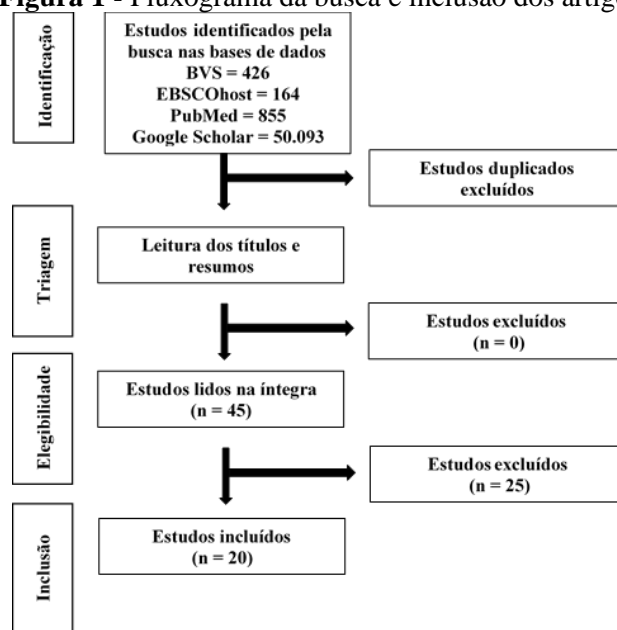 Figura 1 - Fluxograma da busca e inclusão dos artigo
Identificação
Estudos identificados pela
busca nas bases de dados
BVS = 426
EBSCOhost = 164
PubMed = 855
Google Scholar = 50.093
Estudos duplicados
excluídos
Triagem
Leitura dos títulos e
resumos
Estudos excluídos
(n = 0)
Elegibilidade
Estudos lidos na íntegra
(n = 45)
Estudos excluídos
(n = 25)
Inclusão
Estudos incluídos
(n = 20)